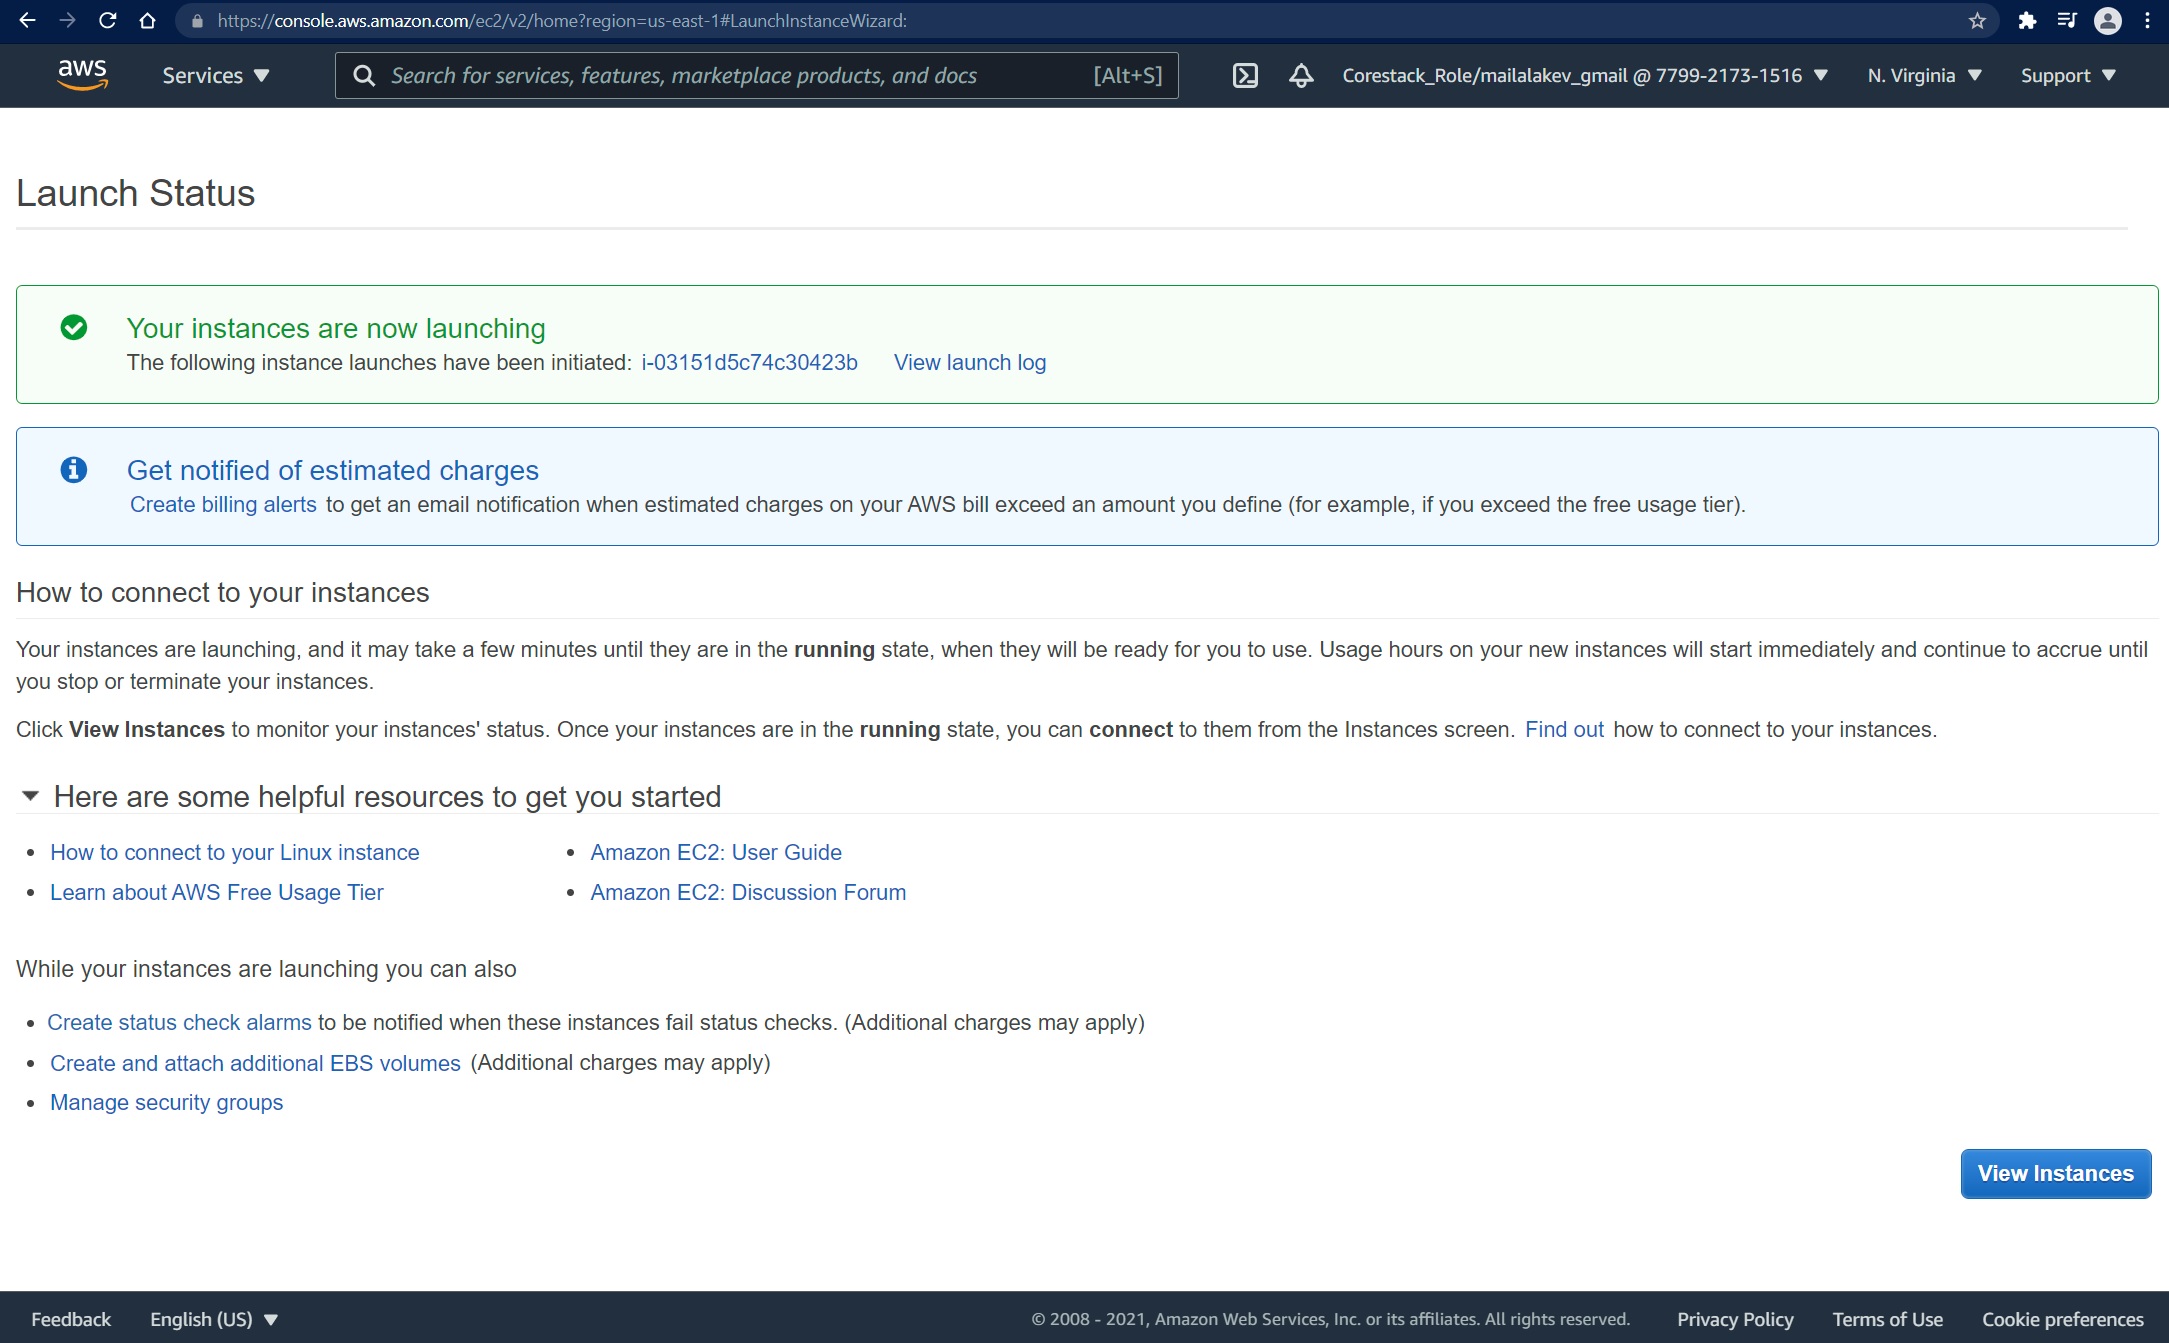 https://console.aws.amazon.com/ec2/v2/home?region=us-east-1#LaunchInstanceWizard:
aws Services Search for services, features, marketplace products, and docs [Alt+S] Corestack_Role/mailalakev_gmail @ 7799-2173-1516 N. Virginia Support
Launch Status
Your instances are now launching
The following instance launches have been initiated: i-03151d5c74c30423b View launch log
Get notified of estimated charges
Create billing alerts to get an email notification when estimated charges on your AWS bill exceed an amount you define (for example, if you exceed the free usage tier).
How to connect to your instances
Your instances are launching, and it may take a few minutes until they are in the running state, when they will be ready for you to use. Usage hours on your new instances will start immediately and continue to accrue until
you stop or terminate your instances.
Click View Instances to monitor your instances' status. Once your instances are in the running state, you can connect to them from the Instances screen. Find out how to connect to your instances.
Here are some helpful resources to get you started
• How to connect to your Linux instance • Amazon EC2: User Guide
• Learn about AWS Free Usage Tier • Amazon EC2: Discussion Forum
While your instances are launching you can also
• Create status check alarms to be notified when these instances fail status checks. (Additional charges may apply)
• Create and attach additional EBS volumes (Additional charges may apply)
• Manage security groups
View Instances
Feedback English (US) © 2008 - 2021, Amazon Web Services, Inc. or its affiliates. All rights reserved. Privacy Policy Terms of Use Cookie preferences